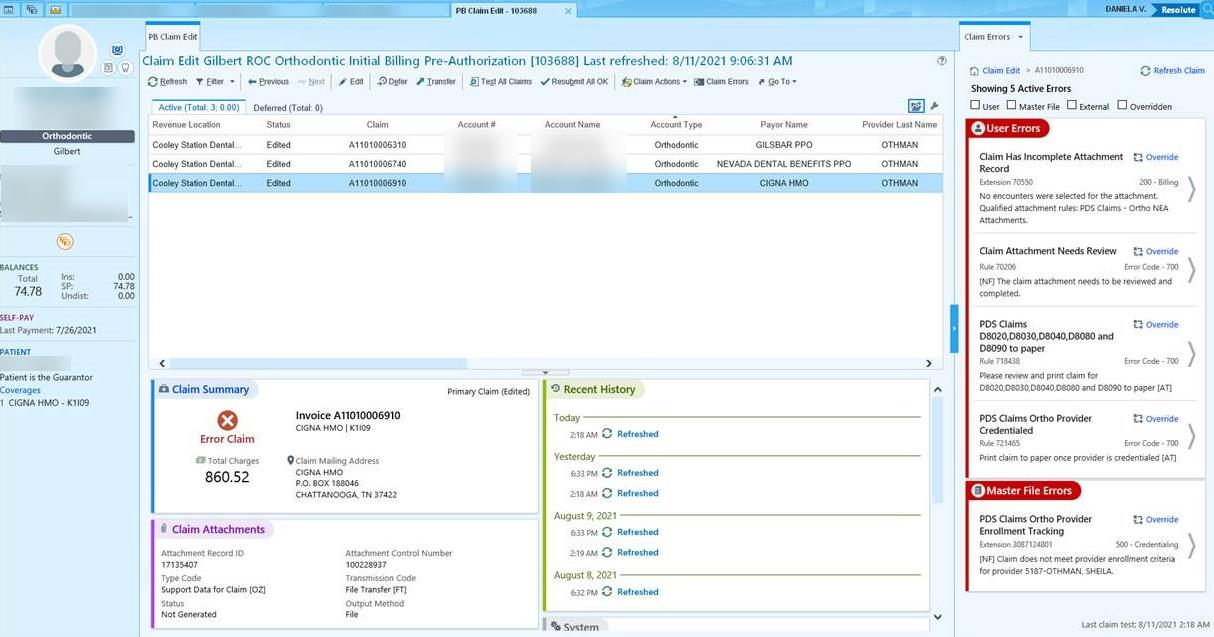 PB Claim Edit - 103688
DANIELA V.
Resolute
PB Claim Edit
Claim Edit Gilbert ROC Orthodontic Initial Billing Pre-Authorization [103688] Last refreshed: 8/11/2021 9:06:31 AM
Refresh Filter Previous Next Edit Defer Transfer Test All Claims Resubmit All OK Claim Actions Claim Errors Go To
Active (Total: 3; 0.00) Deferred (Total: 0)
Revenue Location Status Claim Account # Account Name Account Type Payor Name Provider Last Name
Cooley Station Dental... Edited A11010006310 Orthodontic GILSBAR PPO OTHMAN
Cooley Station Dental... Edited A11010006740 Orthodontic NEVADA DENTAL BENEFITS PPO OTHMAN
Cooley Station Dental... Edited A11010006910 Orthodontic CIGNA HMO OTHMAN
Orthodontic
Gilbert
BALANCES
Total
74.78
Ins: 0.00
SP: 74.78
Undist: 0.00
SELF-PAY
Last Payment: 7/26/2021
PATIENT
Patient is the Guarantor
Coverages
1 CIGNA HMO - K1I09
Claim Summary
Primary Claim (Edited)
Error Claim
Total Charges
860.52
Invoice A11010006910
CIGNA HMO | K1I09
Claim Mailing Address
CIGNA HMO
P.O. BOX 188046
CHATTANOOGA, TN 37422
Claim Attachments
Attachment Record ID
17135407
Type Code
Support Data for Claim [OZ]
Status
Not Generated
Attachment Control Number
100228937
Transmission Code
File Transfer [FT]
Output Method
File
Recent History
Today
2:18 AM Refreshed
Yesterday
6:33 PM Refreshed
2:18 AM Refreshed
August 9, 2021
6:33 PM Refreshed
2:19 AM Refreshed
August 8, 2021
6:32 PM Refreshed
System
Claim Errors
Claim Edit > A11010006910
Refresh Claim
Showing 5 Active Errors
User Master File External Overridden
User Errors
Claim Has Incomplete Attachment
Record
Override
Extension 70550 200 - Billing
No encounters were selected for the attachment.
Qualified attachment rules: PDS Claims - Ortho NEA
Attachments.
Claim Attachment Needs Review
Override
Rule 70206 Error Code - 700
[NF] The claim attachment needs to be reviewed and
completed.
PDS Claims
D8020,D8030,D8040,D8080 and
D8090 to paper
Override
Rule 718438 Error Code - 700
Please review and print claim for
D8020,D8030,D8040,D8080 and D8090 to paper [AT]
PDS Claims Ortho Provider
Credentialed
Override
Rule 721465 Error Code - 700
Print claim to paper once provider is credentialed [AT]
Master File Errors
PDS Claims Ortho Provider
Enrollment Tracking
Override
Extension 3087124801 500 - Credentialing
[NF] Claim does not meet provider enrollment criteria
for provider 5187-OTHMAN, SHEILA.
Last claim test: 8/11/2021 2:18 AM